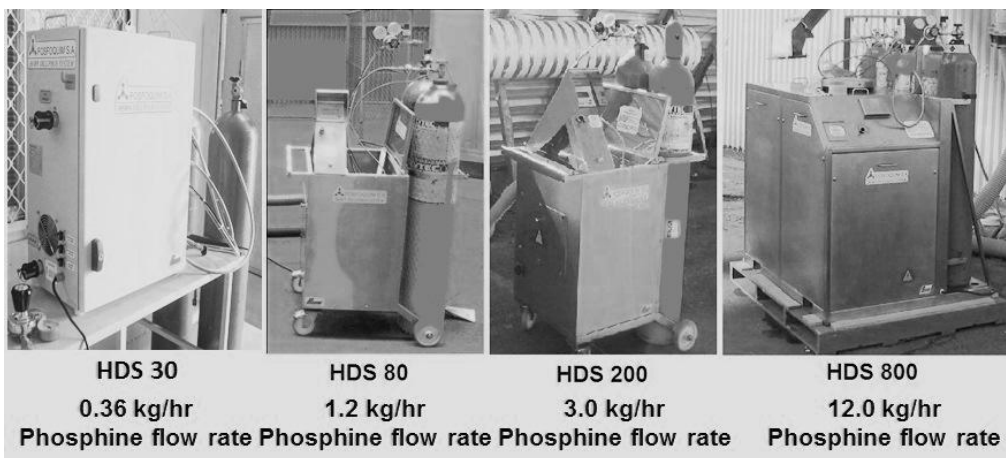 FOSFOQUIM S.A
HDS 30
0.36 kg/hr
Phosphine flow rate
HDS 80
1.2 kg/hr
Phosphine flow rate
HDS 200
3.0 kg/hr
Phosphine flow rate
HDS 800
12.0 kg/hr
Phosphine flow rate